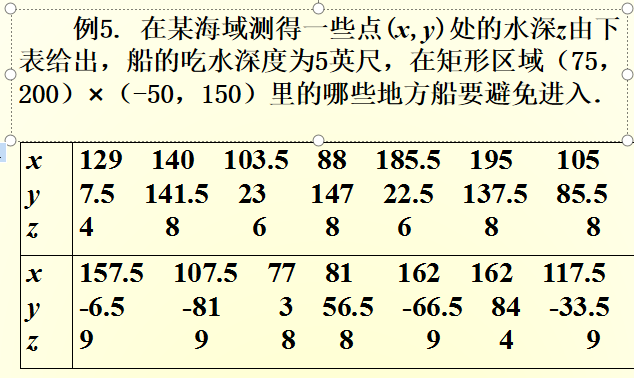 例5. 在某海域测得一些点(x,y)处的水深z由下
表给出，船的吃水深度为5英尺，在矩形区域（75，
200）×（-50，150）里的哪些地方船要避免进入.
x 129 140 103.5 88 185.5 195 105
y 7.5 141.5 23 147 22.5 137.5 85.5
z 4 8 6 8 6 8 8
x 157.5 107.5 77 81 162 162 117.5
y -6.5 -81 3 56.5 -66.5 84 -33.5
z 9 9 8 8 9 4 9